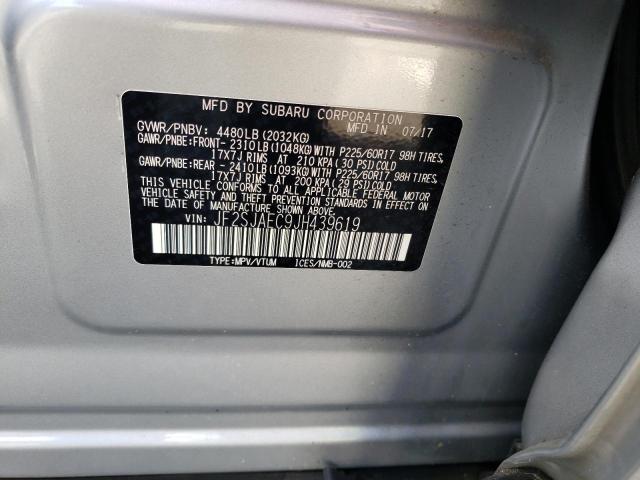 MFD BY SUBARU CORPORATION
MFD IN 07/17
GVWR/PNBV: 4480LB(2032KG)
GAWR/PNBE:FRONT- 2310LB(1048KG)WITH P225/60R17 98H TIRES,
17X7J RIMS AT 210 KPA(30 PSI)COLD
GAWR/PNBE:REAR - 2410LB(1093KG)WITH P225/60R17 98H TIRES,
17X7J RIMS AT 200 KPA(29 PSI)COLD
THIS VEHICLE CONFORMS TO ALL APPLICABLE FEDERAL MOTOR
VEHICLE SAFETY AND THEFT PREVENTION STANDARDS IN EFFECT ON
THE DATE OF MANUFACTURE SHOWN ABOVE.
VIN: JF2SJAEC9JH439619
TYPE:MPV/VTUM ICES/NMB-002